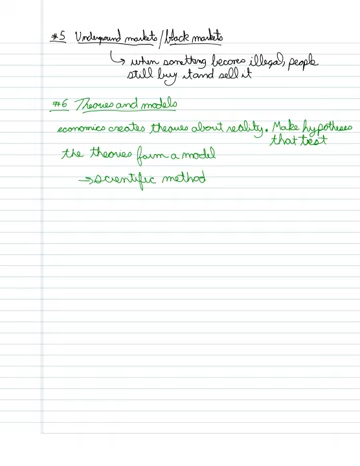 #5 Underground markets/black markets
↳ when something becomes illegal, people
still buy it and sell it
#6 Theories and models
economics creates theories about reality. Make hypotheses
that test
the theories form a model
→ scientific method